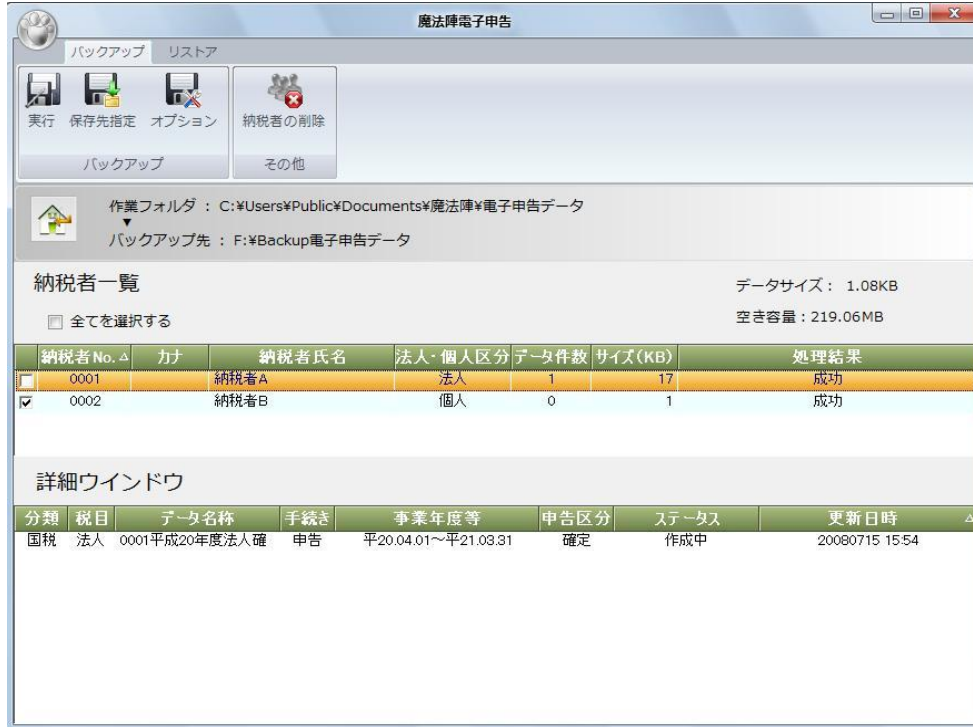 魔法陣電子申告
バックアップ リストア
実行 保存先指定 オプション 納税者の削除
バックアップ その他
作業フォルダ : C:¥Users¥Public¥Documents¥魔法陣¥電子申告データ
▼
バックアップ先 : F:¥Backup電子申告データ
納税者一覧
データサイズ : 1.08KB
全てを選択する
空き容量 : 219.06MB
納税者No. カナ 納税者氏名 法人・個人区分 データ件数 サイズ(KB) 処理結果
0001 納税者A 法人 1 17 成功
0002 納税者B 個人 0 1 成功
詳細ウインドウ
分類 税目 データ名称 手続き 事業年度等 申告区分 ステータス 更新日時
国税 法人 0001平成20年度法人確 申告 平20.04.01～平21.03.31 確定 作成中 20080715 15:54